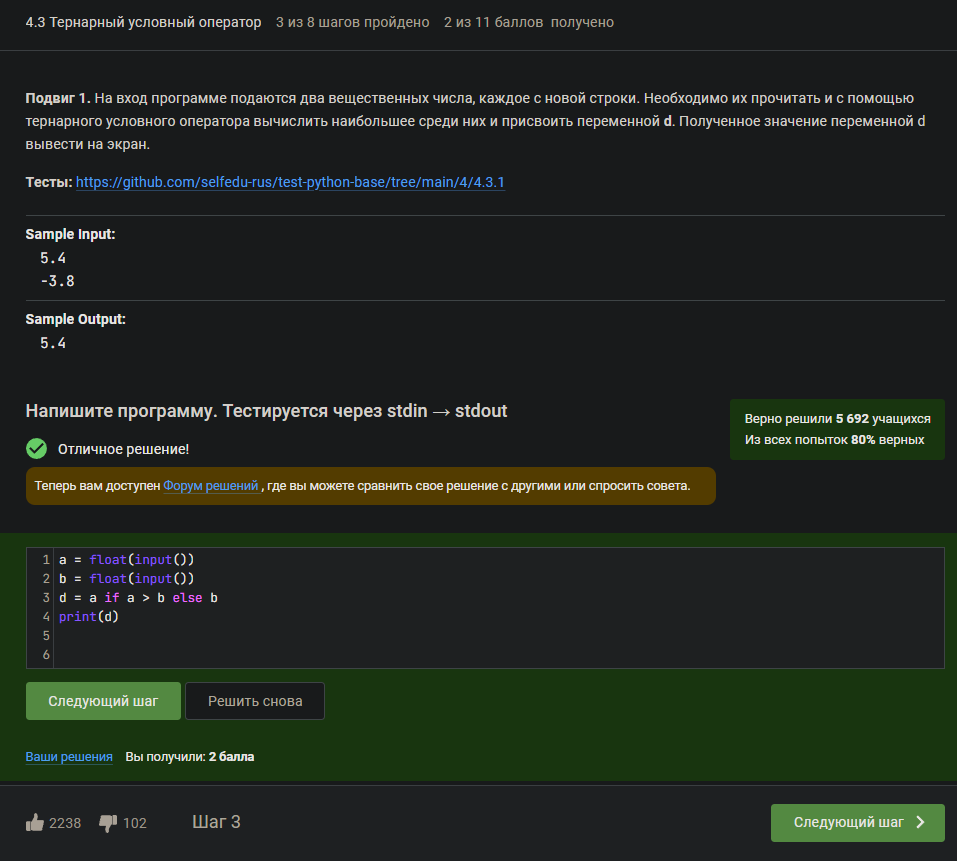 4.3 Тернарный условный оператор 3 из 8 шагов пройдено 2 из 11 баллов получено
Подвиг 1. На вход программе подаются два вещественных числа, каждое с новой строки. Необходимо их прочитать и с помощью
тернарного условного оператора вычислить наибольшее среди них и присвоить переменной d. Полученное значение переменной d
вывести на экран.
Тесты: https://github.com/selfedu-rus/test-python-base/tree/main/4/4.3.1
Sample Input:
5.4
-3.8
Sample Output:
5.4
Напишите программу. Тестируется через stdin → stdout
Верно решили 5 692 учащихся
Из всех попыток 80% верных
Отличное решение!
Теперь вам доступен Форум решений , где вы можете сравнить свое решение с другими или спросить совета.
1 a = float(input())
2 b = float(input())
3 d = a if a > b else b
4 print(d)
5
6
Следующий шаг Решить снова
Ваши решения Вы получили: 2 балла
2238 102 Шаг 3 Следующий шаг